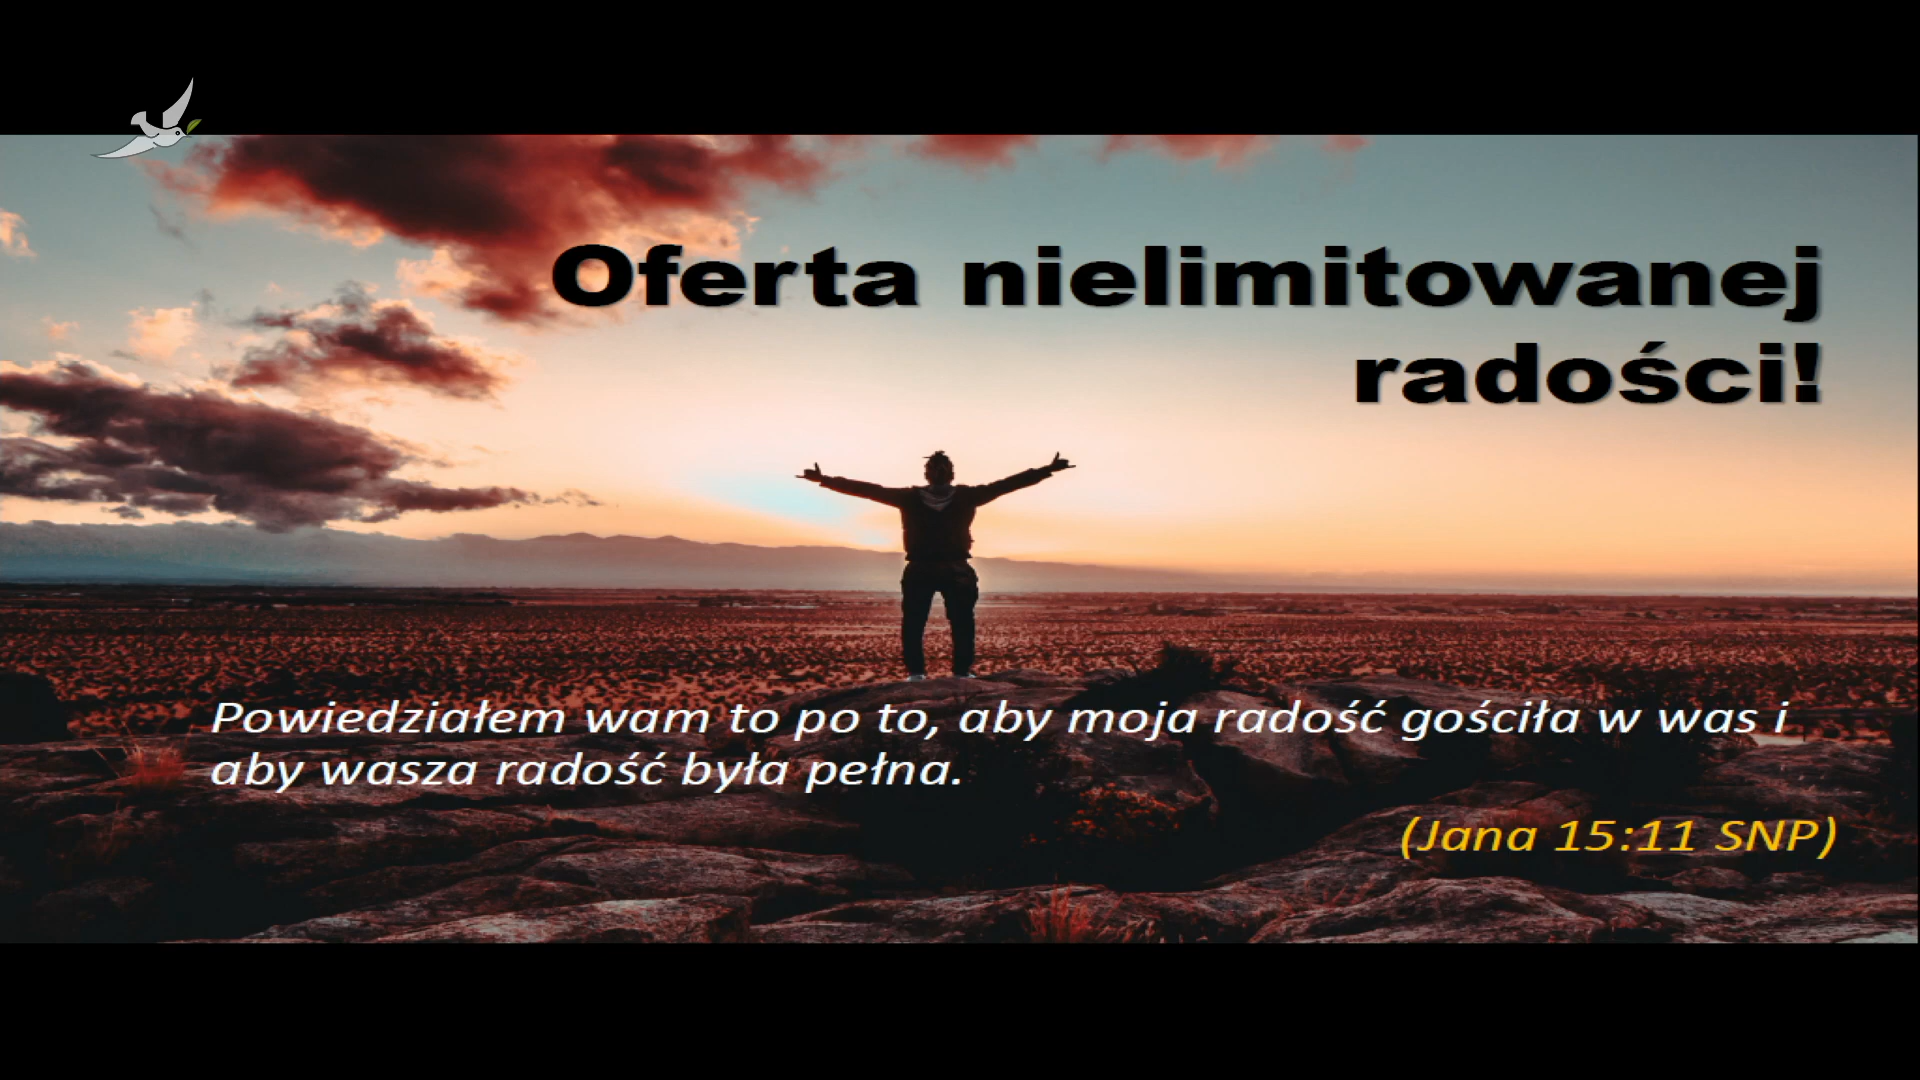 Oferta nielimitowanej
radości!
Powiedziałem wam to po to, aby moja radość gościła w was i
aby wasza radość była pełna.
(Jana 15:11 SNP)